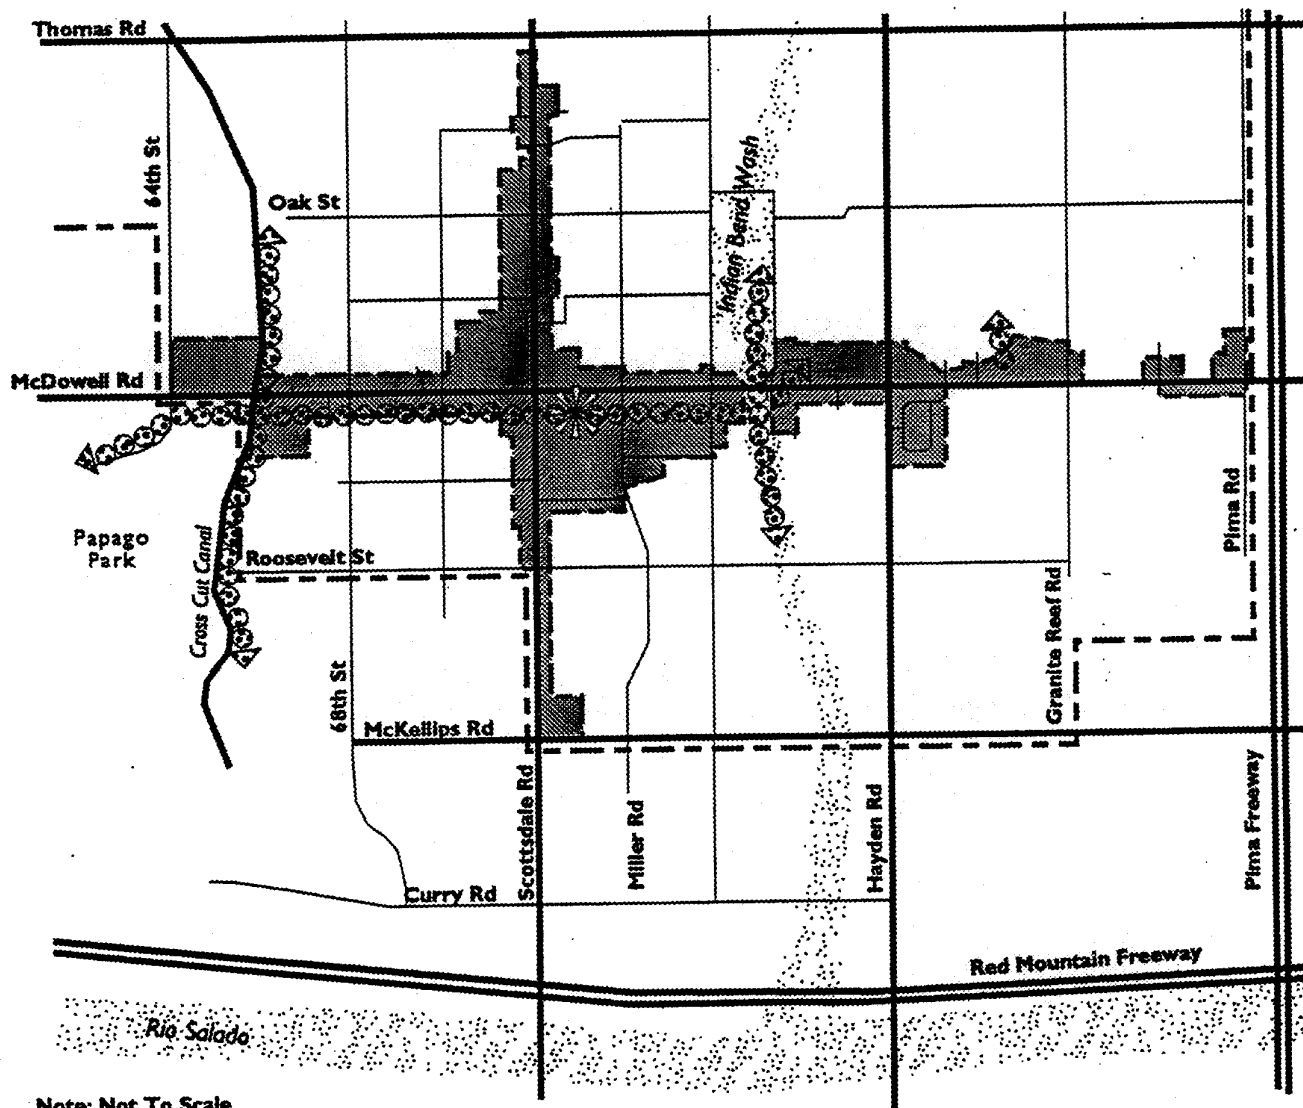 Thomas Rd
64th St
Oak St
Indian Bend Wash
McDowell Rd
Papago
Park
Cross Cut Canal
Roosevelt St
Pima Rd
Granite Reef Rd
68th St
McKellips Rd
Scottsdale Rd
Miller Rd
Hayden Rd
Pima Freeway
Curry Rd
Red Mountain Freeway
Rio Salado
Note: Not To Scale